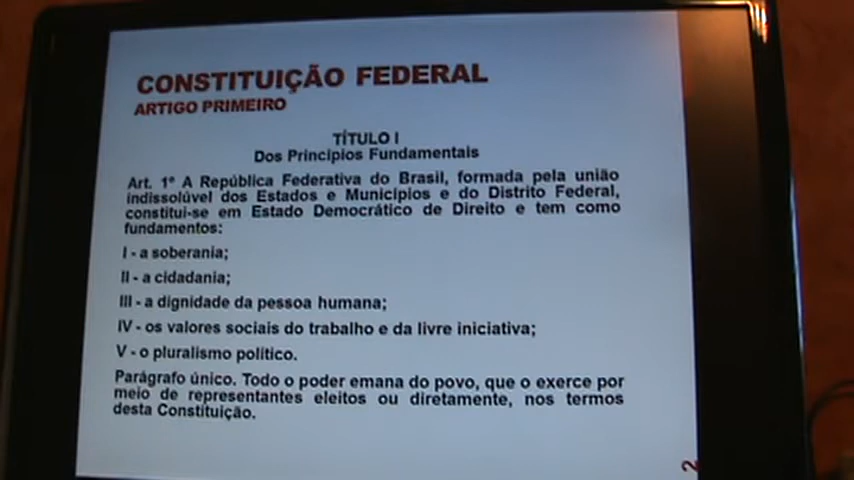 CONSTITUIÇÃO FEDERAL
ARTIGO PRIMEIRO
TÍTULO I
Dos Princípios Fundamentais
Art. 1º A República Federativa do Brasil, formada pela união
indissolúvel dos Estados e Municípios e do Distrito Federal,
constitui-se em Estado Democrático de Direito e tem como
fundamentos:
I - a soberania;
II - a cidadania;
III - a dignidade da pessoa humana;
IV - os valores sociais do trabalho e da livre iniciativa;
V - o pluralismo político.
Parágrafo único. Todo o poder emana do povo, que o exerce por
meio de representantes eleitos ou diretamente, nos termos
desta Constituição.
2